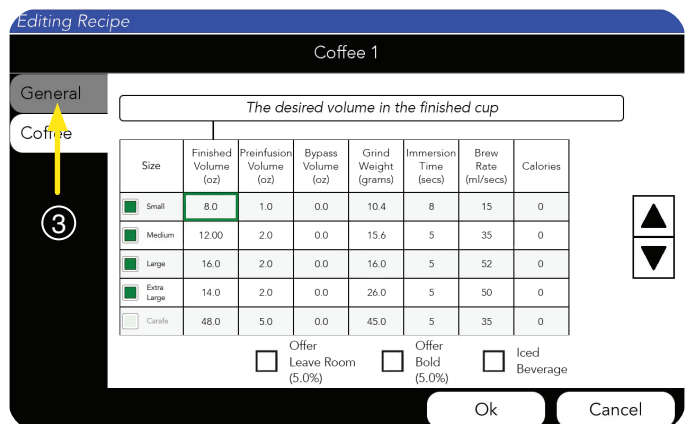 Editing Recipe
Coffee 1
General
Coffee
The desired volume in the finished cup
Size Finished Volume (oz) Preinfusion Volume (oz) Bypass Volume (oz) Grind Weight (grams) Immersion Time (secs) Brew Rate (ml/secs) Calories
Small 8.0 1.0 0.0 10.4 8 15 0
Medium 12.00 2.0 0.0 15.6 5 35 0
Large 16.0 2.0 0.0 16.0 5 52 0
Extra Large 14.0 2.0 0.0 26.0 5 50 0
Carafe 48.0 5.0 0.0 45.0 5 35 0
③
Offer
Leave Room
(5.0%)
Offer
Bold
(5.0%)
Iced
Beverage
Ok
Cancel